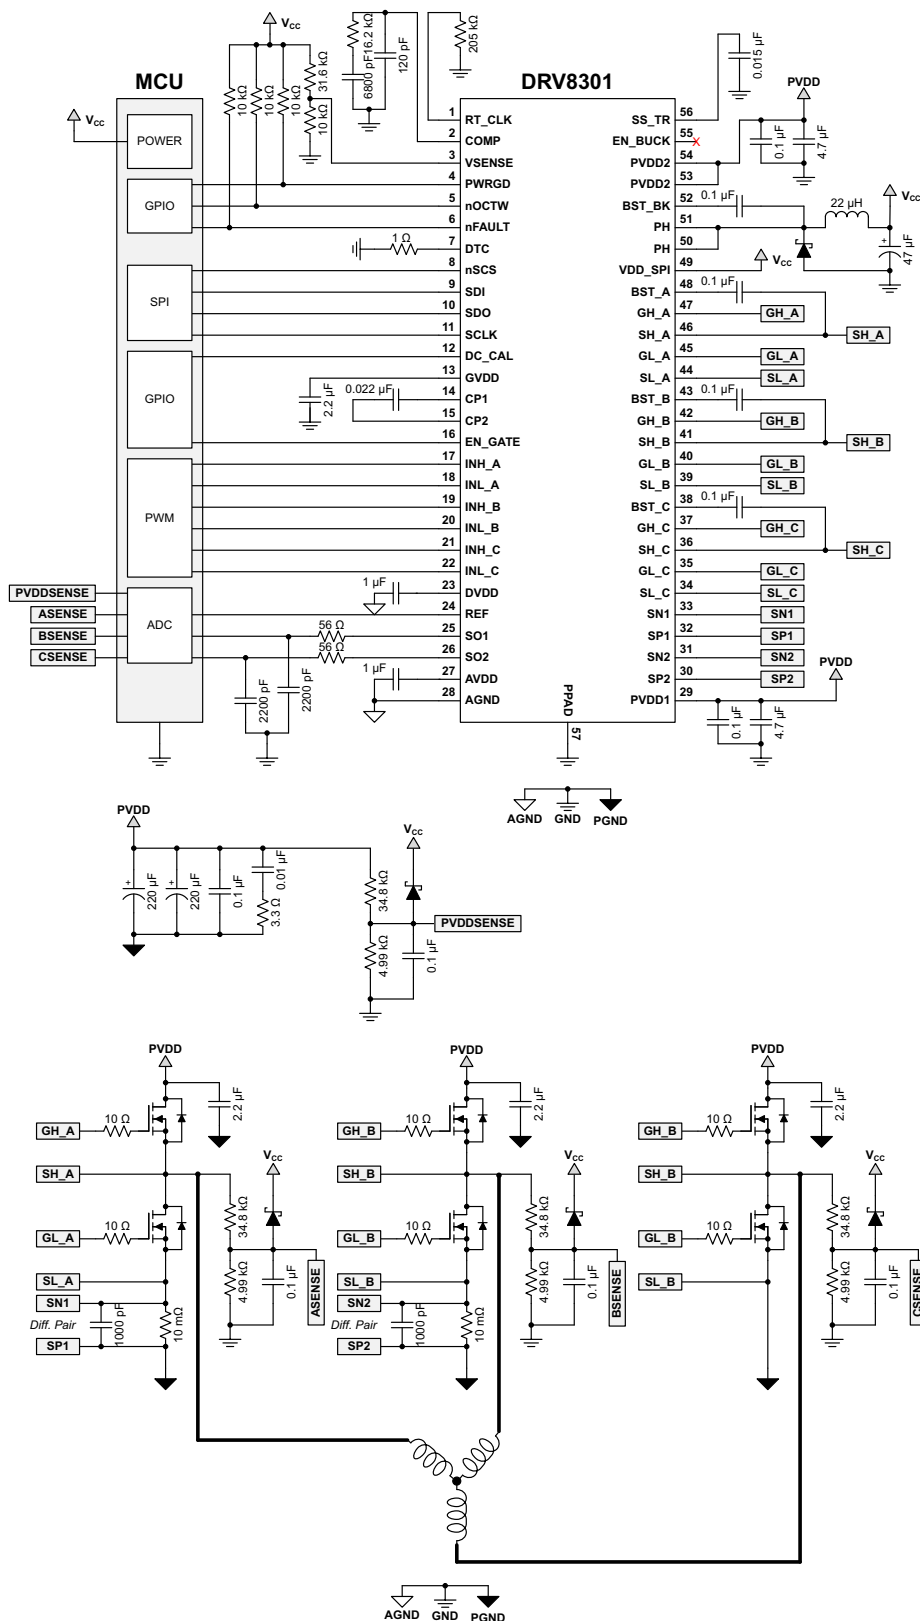 V_CC
10 kΩ
10 kΩ
10 kΩ
31.6 kΩ
10 kΩ
16.2 kΩ
6800 pF
120 pF
205 kΩ
0.015 µF
PVDD
MCU
DRV8301
V_CC
POWER
GPIO
SPI
GPIO
PWM
ADC
PVDDSENSE
ASENSE
BSENSE
CSENSE
1 RT_CLK
2 COMP
3 VSENSE
4 PWRGD
5 nOCTW
6 nFAULT
1 Ω
7 DTC
8 nSCS
9 SDI
10 SDO
11 SCLK
12 DC_CAL
13 GVDD
2.2 µF
0.022 µF
14 CP1
15 CP2
16 EN_GATE
17 INH_A
18 INL_A
19 INH_B
20 INL_B
21 INH_C
22 INL_C
1 µF
23 DVDD
24 REF
56 Ω
25 SO1
56 Ω
26 SO2
1 µF
27 AVDD
28 AGND
2200 pF
2200 pF
PPAD
57
SS_TR 56
EN_BUCK 55
X
PVDD2 54
PVDD2 53
0.1 µF
4.7 µF
BST_BK 52
0.1 µF
22 µH
V_CC
47 µF
PH 51
PH 50
VDD_SPI 49
V_CC
BST_A 48
0.1 µF
GH_A 47 GH_A
SH_A 46 SH_A
GL_A 45 GL_A
SL_A 44 SL_A
BST_B 43
0.1 µF
GH_B 42 GH_B
SH_B 41 SH_B
GL_B 40 GL_B
SL_B 39 SL_B
BST_C 38
0.1 µF
GH_C 37 GH_C
SH_C 36 SH_C
GL_C 35 GL_C
SL_C 34 SL_C
SN1 33 SN1
SP1 32 SP1
SN2 31 SN2
SP2 30 SP2
PVDD1 29
PVDD
0.1 µF
4.7 µF
AGND GND PGND
PVDD
+
220 µF
+
220 µF
0.1 µF
0.01 µF
3.3 Ω
34.8 kΩ
4.99 kΩ
V_CC
0.1 µF
PVDDSENSE
PVDD
2.2 µF
GH_A
10 Ω
SH_A
V_CC
34.8 kΩ
GL_A
10 Ω
SL_A
4.99 kΩ
0.1 µF
ASENSE
SN1
Diff. Pair
1000 pF
10 mΩ
SP1
PVDD
2.2 µF
GH_B
10 Ω
SH_B
V_CC
34.8 kΩ
GL_B
10 Ω
SL_B
4.99 kΩ
0.1 µF
BSENSE
SN2
Diff. Pair
1000 pF
10 mΩ
SP2
PVDD
2.2 µF
GH_B
10 Ω
SH_B
V_CC
34.8 kΩ
GL_B
10 Ω
SL_B
4.99 kΩ
0.1 µF
CSENSE
AGND GND PGND